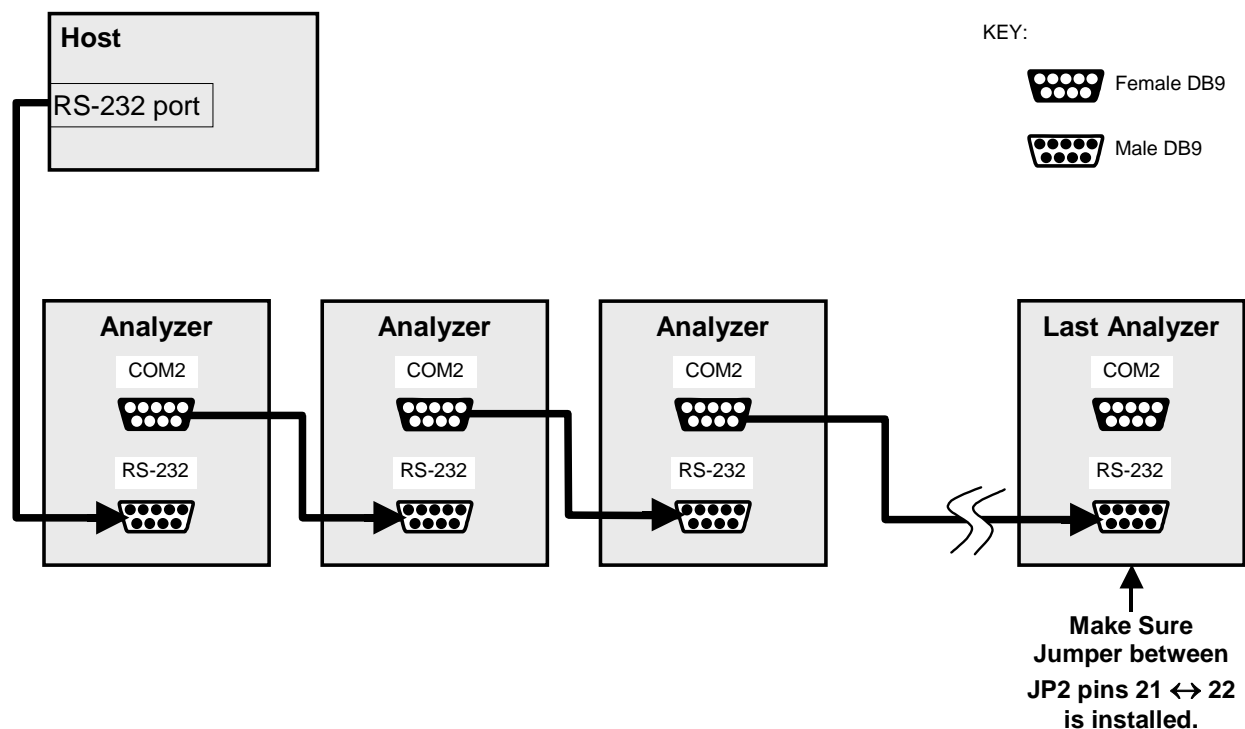 Host
RS-232 port
KEY:
Female DB9
Male DB9
Analyzer
COM2
RS-232
Analyzer
COM2
RS-232
Analyzer
COM2
RS-232
Last Analyzer
COM2
RS-232
Make Sure
Jumper between
JP2 pins 21 ↔ 22
is installed.